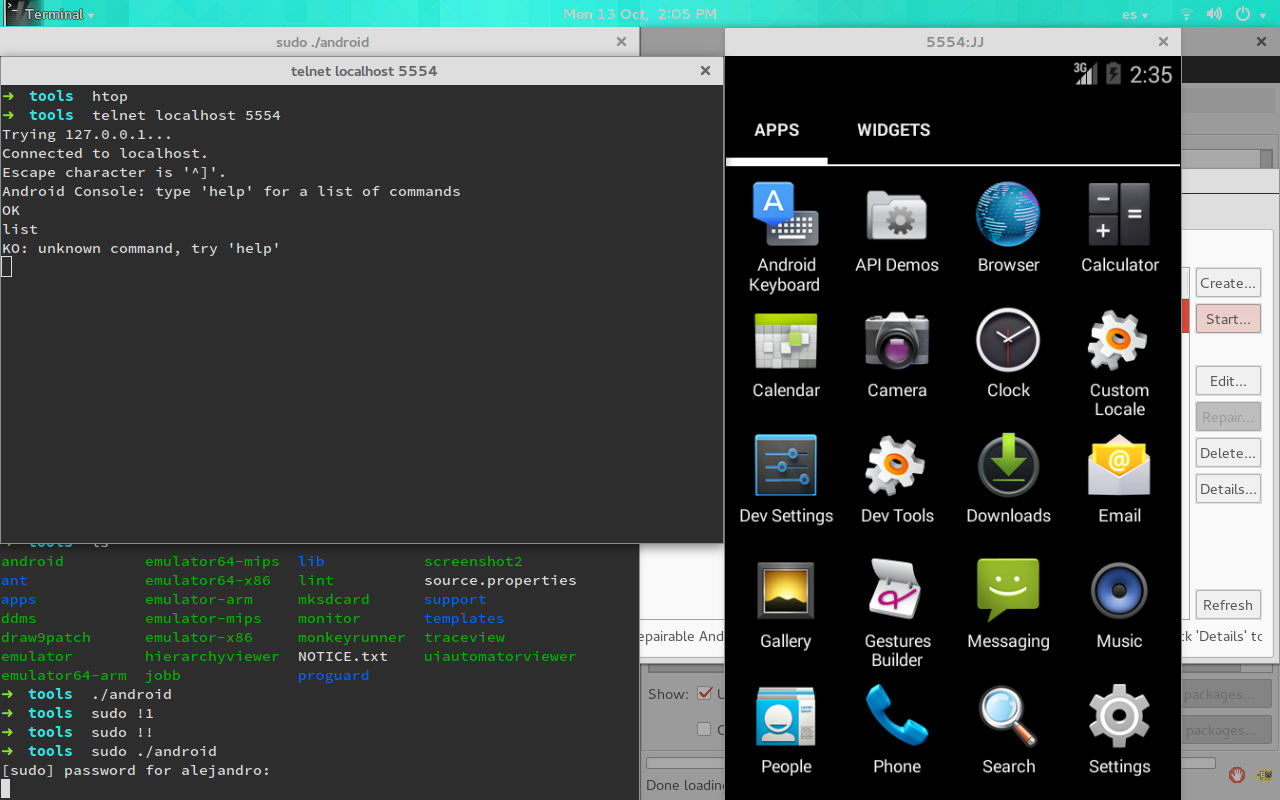 Terminal
Mon 13 Oct, 2:05 PM
es
sudo ./android
telnet localhost 5554
➜ tools htop
➜ tools telnet localhost 5554
Trying 127.0.0.1...
Connected to localhost.
Escape character is '^]'.
Android Console: type 'help' for a list of commands
OK
list
KO: unknown command, try 'help'
android emulator64-mips lib screenshot2
ant emulator64-x86 lint source.properties
apps emulator-arm mksdcard support
ddms emulator-mips monitor templates
draw9patch emulator-x86 monkeyrunner traceview
emulator hierarchyviewer NOTICE.txt uiautomatorviewer
emulator64-arm jobb proguard
➜ tools ./android
➜ tools sudo !1
➜ tools sudo !!
➜ tools sudo ./android
[sudo] password for alejandro:
5554:JJ
3G 2:35
APPS WIDGETS
Android Keyboard
API Demos
Browser
Calculator
Calendar
Camera
Clock
Custom Locale
Dev Settings
Dev Tools
Downloads
Email
Gallery
Gestures Builder
Messaging
Music
People
Phone
Search
Settings
Create...
Start...
Edit...
Repair...
Delete...
Details...
Refresh
epairable And
ck 'Details' to
Show:
packages...
packages...
Done loadin